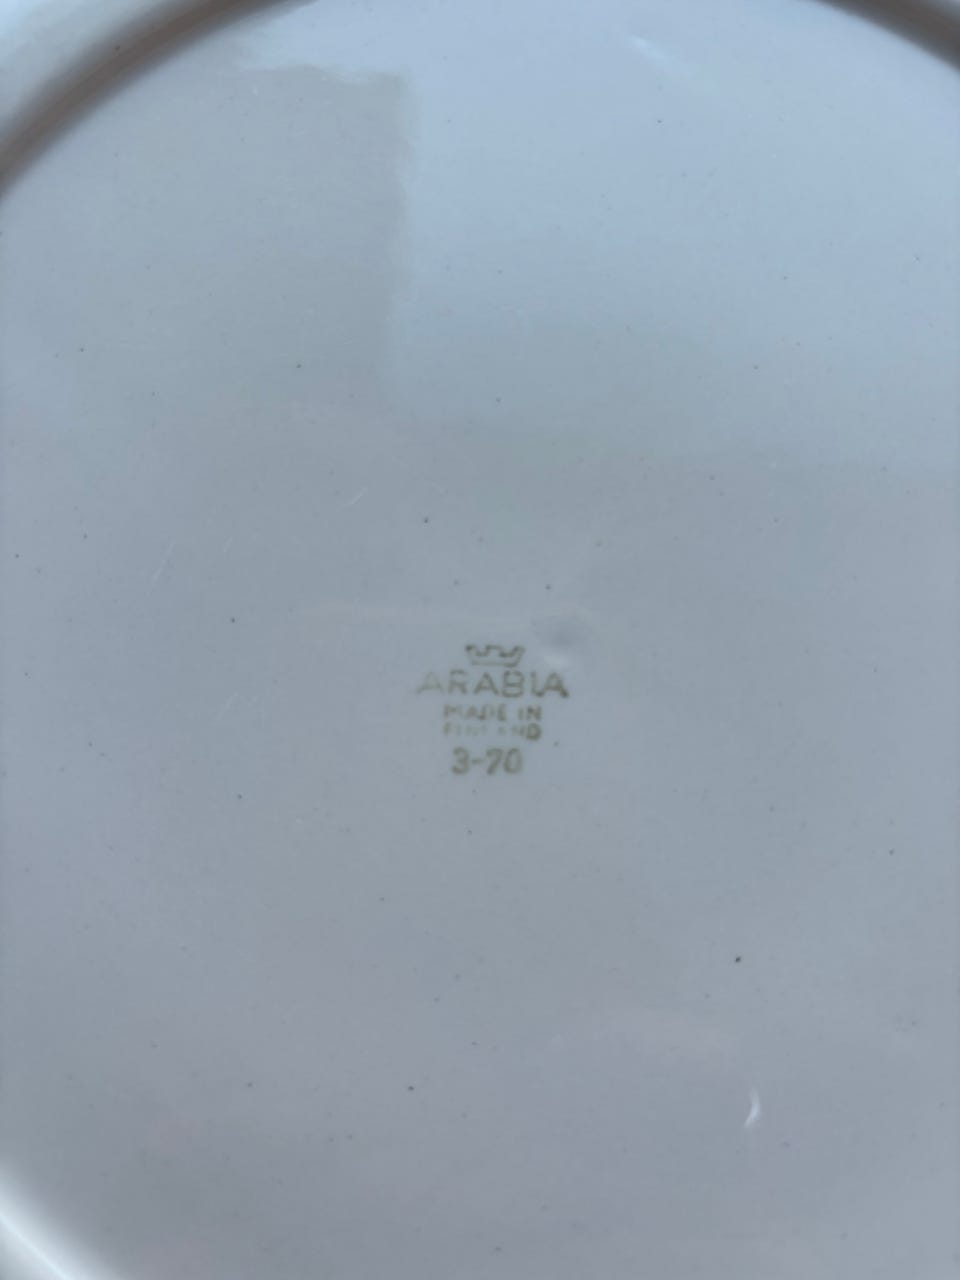 ARABIA
MADE IN
FINLAND
3-70